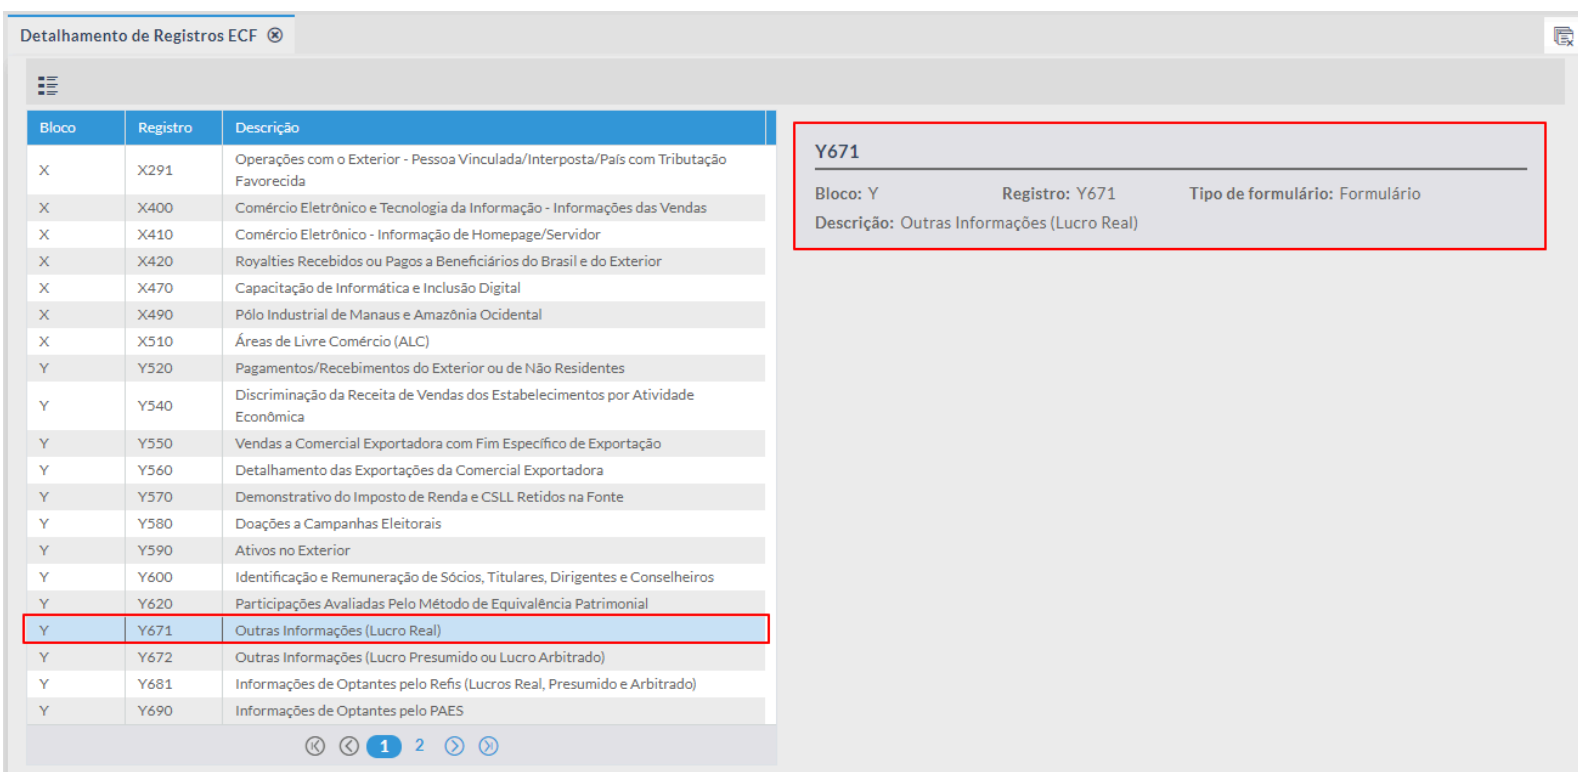 Detalhamento de Registros ECF
Bloco Registro Descrição
X X291 Operações com o Exterior - Pessoa Vinculada/Interposta/País com Tributação
Favorecida
X X400 Comércio Eletrônico e Tecnologia da Informação - Informações das Vendas
X X410 Comércio Eletrônico - Informação de Homepage/Servidor
X X420 Royalties Recebidos ou Pagos a Beneficiários do Brasil e do Exterior
X X470 Capacitação de Informática e Inclusão Digital
X X490 Pólo Industrial de Manaus e Amazônia Ocidental
X X510 Áreas de Livre Comércio (ALC)
Y Y520 Pagamentos/Recebimentos do Exterior ou de Não Residentes
Y Y540 Discriminação da Receita de Vendas dos Estabelecimentos por Atividade
Econômica
Y Y550 Vendas a Comercial Exportadora com Fim Específico de Exportação
Y Y560 Detalhamento das Exportações da Comercial Exportadora
Y Y570 Demonstrativo do Imposto de Renda e CSLL Retidos na Fonte
Y Y580 Doações a Campanhas Eleitorais
Y Y590 Ativos no Exterior
Y Y600 Identificação e Remuneração de Sócios, Titulares, Dirigentes e Conselheiros
Y Y620 Participações Avaliadas Pelo Método de Equivalência Patrimonial
Y Y671 Outras Informações (Lucro Real)
Y Y672 Outras Informações (Lucro Presumido ou Lucro Arbitrado)
Y Y681 Informações de Optantes pelo Refis (Lucros Real, Presumido e Arbitrado)
Y Y690 Informações de Optantes pelo PAES
1 2
Y671
Bloco: Y Registro: Y671 Tipo de formulário: Formulário
Descrição: Outras Informações (Lucro Real)